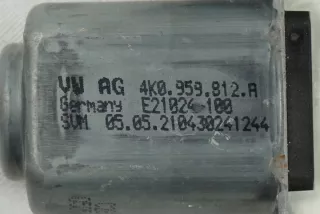 VW AG 4K0.959.812.A
Germany E21024-100
SVM 05.05.210430241244